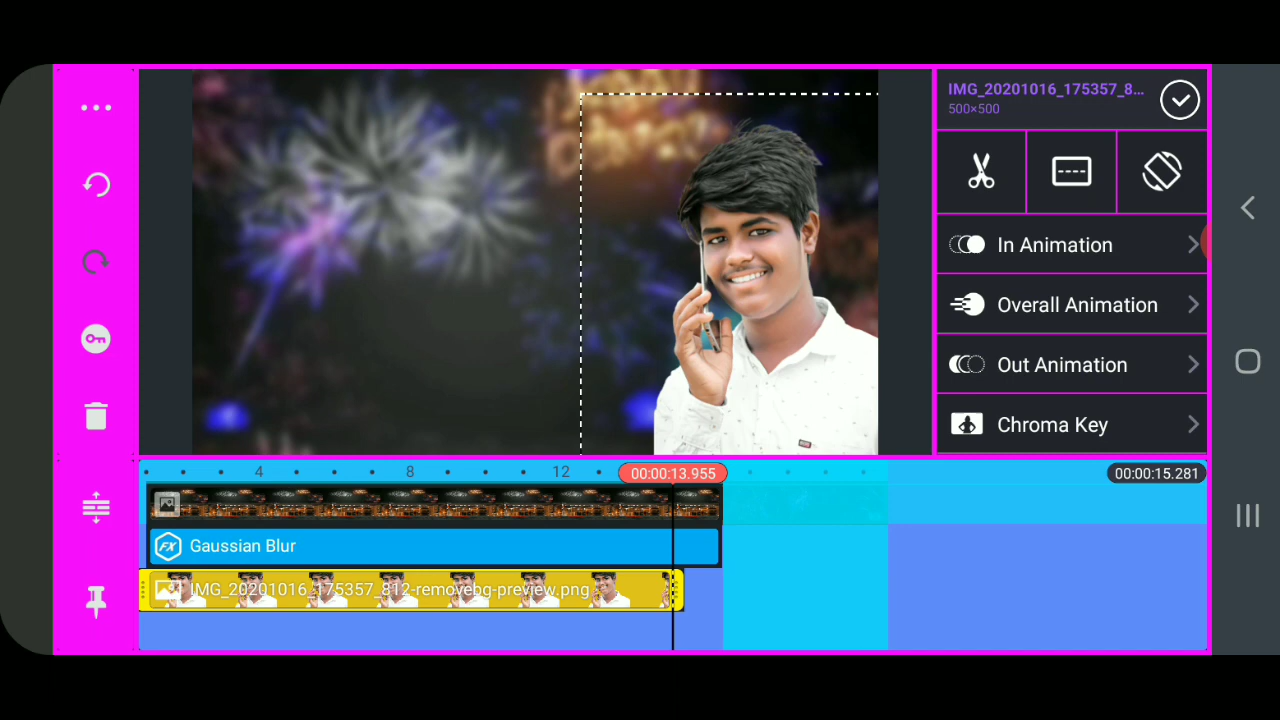 IMG_20201016_175357_8...
500×500
In Animation
Overall Animation
Out Animation
Chroma Key
4
8
12
00:00:13.955
00:00:15.281
FX Gaussian Blur
IMG_20201016_175357_812-removebg-preview.png